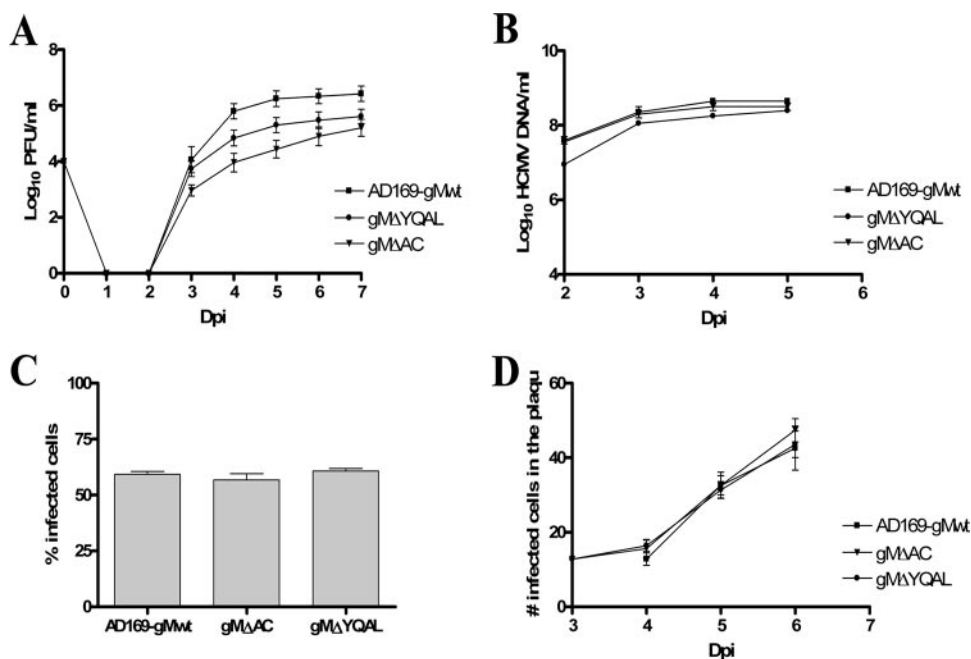 A
Log10 PFU/ml
8
6
4
2
0
0 1 2 3 4 5 6 7
Dpi
AD169-gMwt
gMΔYQAL
gMΔAC
B
Log10 HCMV DNA/ml
10
8
6
4
2 3 4 5 6
Dpi
AD169-gMwt
gMΔYQAL
gMΔAC
C
% infected cells
100
75
50
25
0
AD169-gMwt gMΔAC gMΔYQAL
D
# infected cells in the plaqu
60
40
20
0
3 4 5 6 7
Dpi
AD169-gMwt
gMΔAC
gMΔYQAL